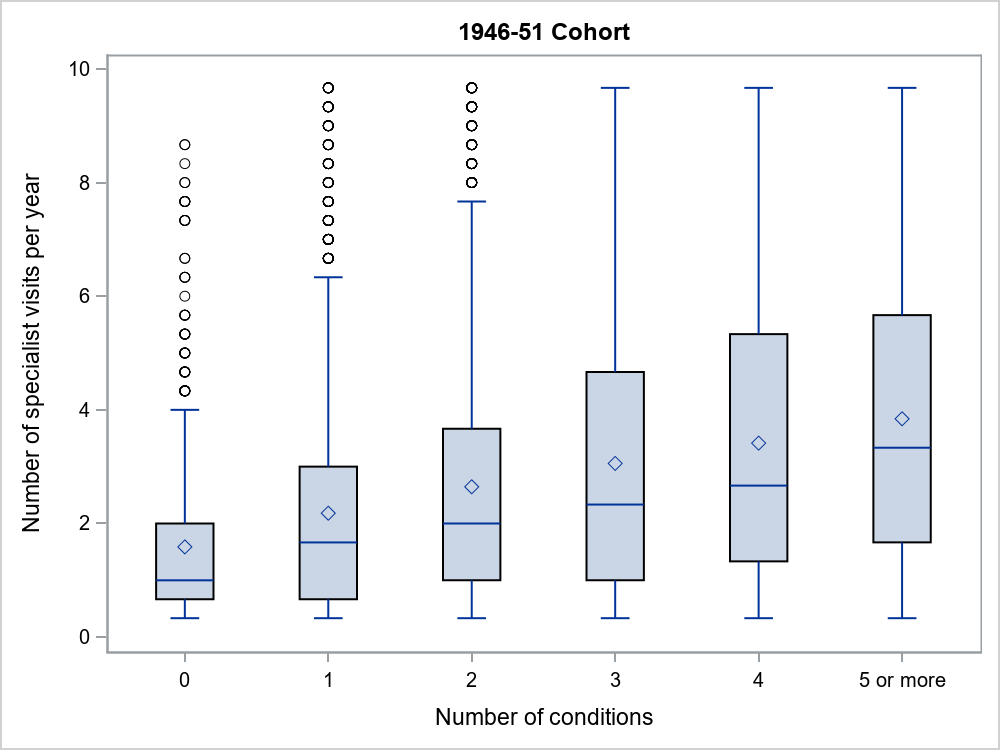 1946-51 Cohort
Number of specialist visits per year
10
8
6
4
2
0
0 1 2 3 4 5 or more
Number of conditions